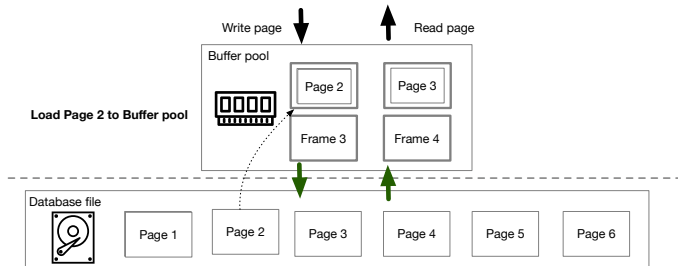 Write page
Read page
Buffer pool
Page 2
Page 3
Load Page 2 to Buffer pool
Frame 3
Frame 4
Database file
Page 1
Page 2
Page 3
Page 4
Page 5
Page 6